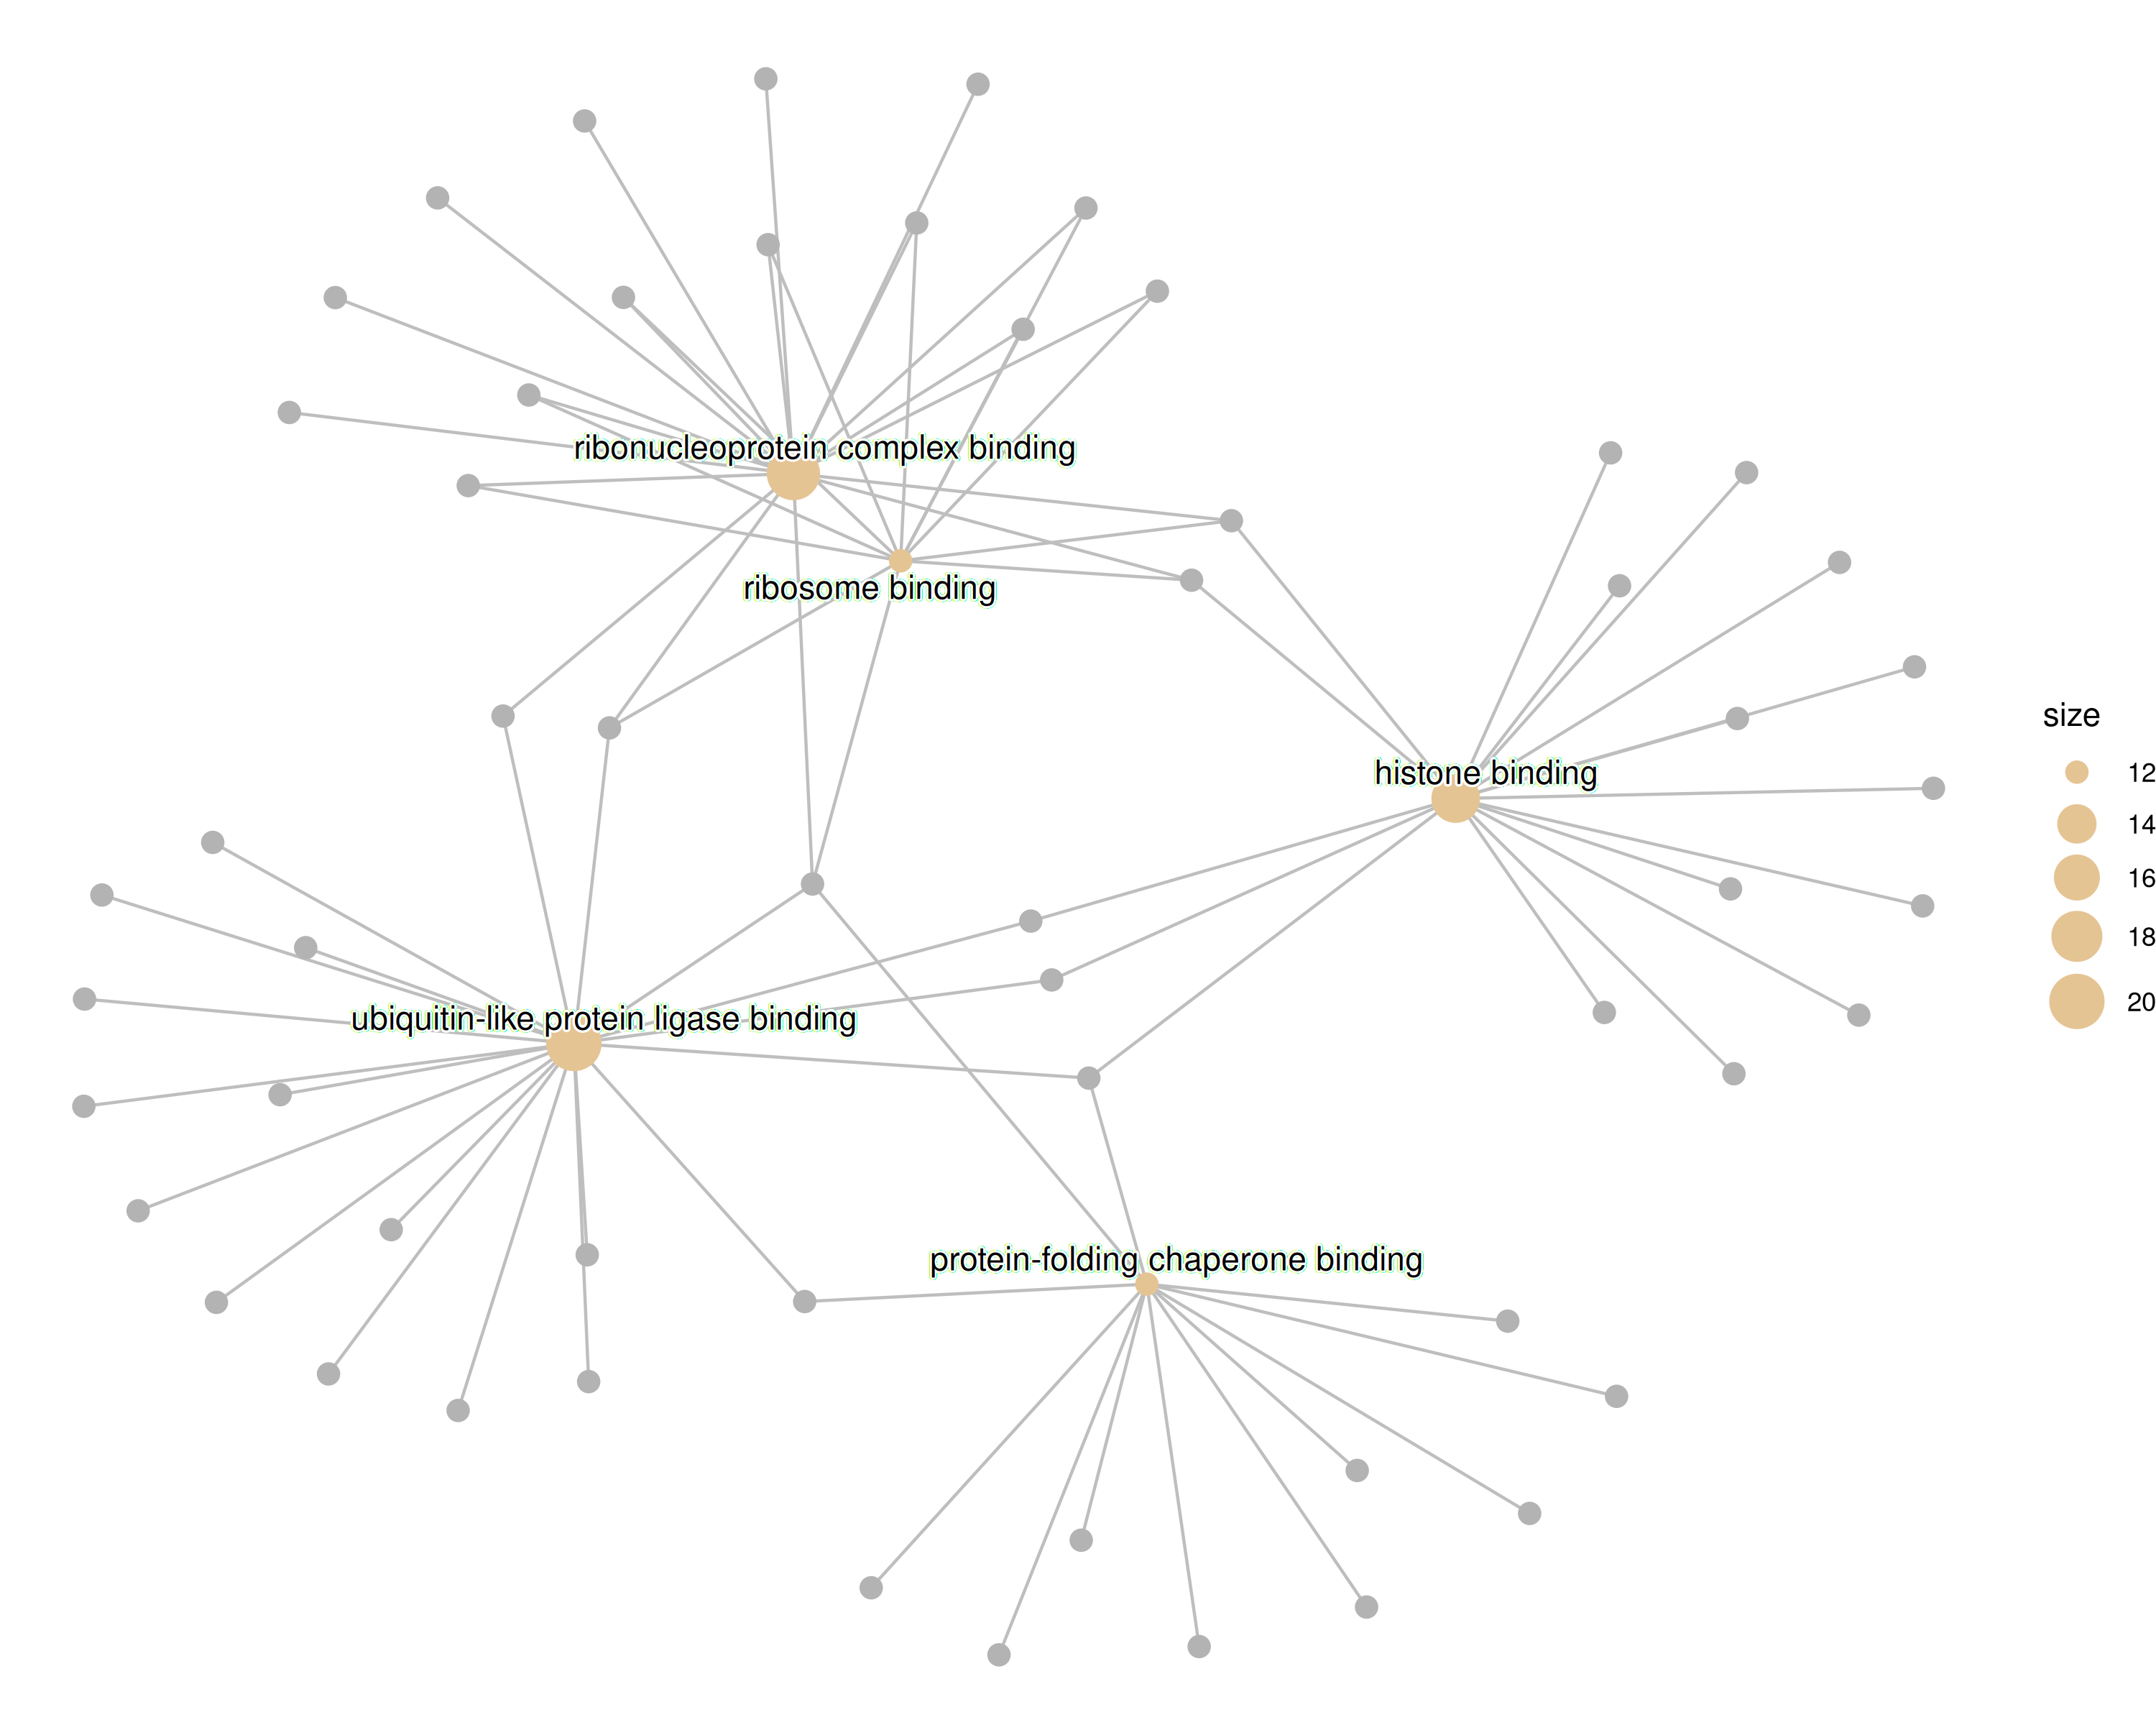 ribonucleoprotein complex binding
ribosome binding
histone binding
ubiquitin-like protein ligase binding
protein-folding chaperone binding
size
12
14
16
18
20